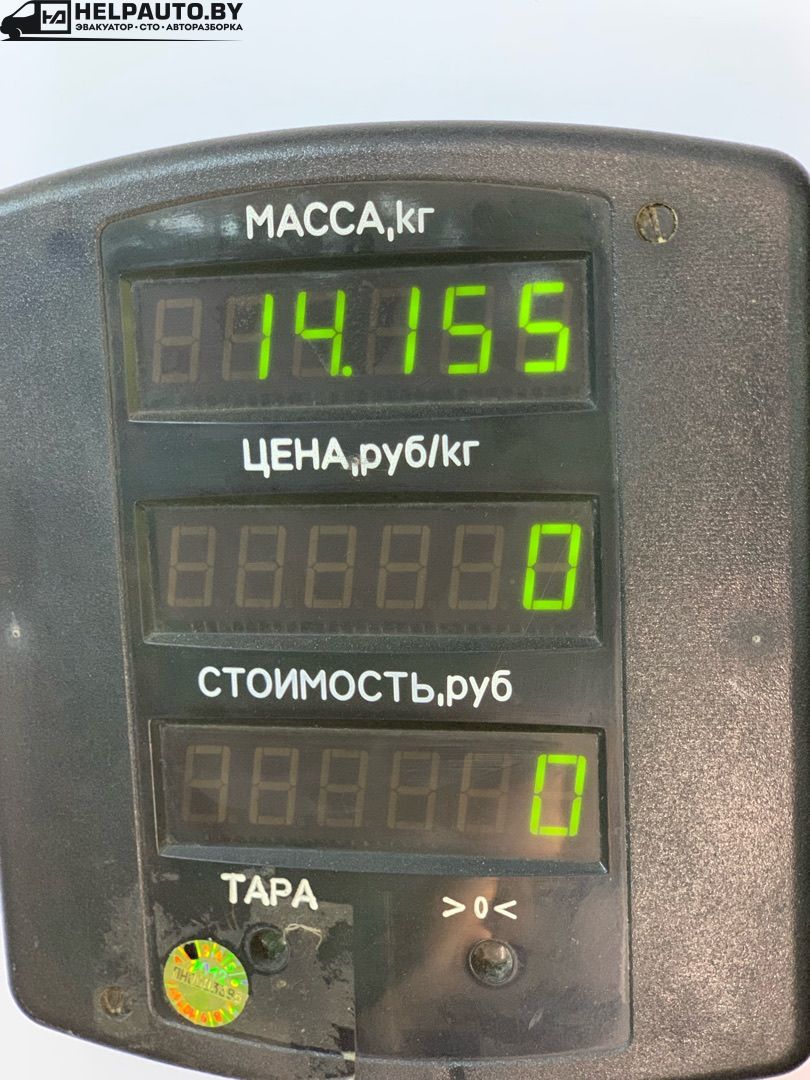 HELPAUTO.BY
ЭВАКУАТОР • СТО • АВТОРАЗБОРКА
МАССА,кг
14.155
ЦЕНА,руб/кг
0
СТОИМОСТЬ,руб
0
ТАРА >0<